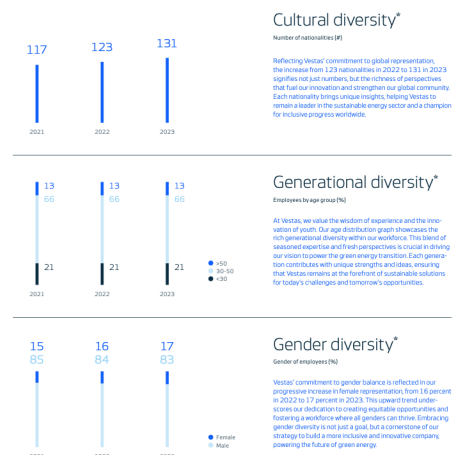 Cultural diversity*
Number of nationalities (#)
117
123
131
2021
2022
2023
Reflecting Vestas' commitment to global representation,
the increase from 123 nationalities in 2022 to 131 in 2023
signifies not just numbers, but the richness of perspectives
that fuel our innovation and strengthen our global community.
Each nationality brings unique insights, helping Vestas to
remain a leader in the sustainable energy sector and a champion
for inclusive progress worldwide.
Generational diversity*
Employees by age group (%)
13
66
21
2021
13
66
21
2022
13
66
21
2023
>50
30-50
<30
At Vestas, we value the wisdom of experience and the inno-
vation of youth. Our age distribution graph showcases the
rich generational diversity within our workforce. This blend of
seasoned expertise and fresh perspectives is crucial in driving
our vision to power the green energy transition. Each genera-
tion contributes with unique strengths and ideas, ensuring
that Vestas remains at the forefront of sustainable solutions
for today's challenges and tomorrow's opportunities.
Gender diversity*
Gender of employees (%)
15
85
16
84
17
83
Female
Male
Vestas' commitment to gender balance is reflected in our
progressive increase in female representation, from 16 percent
in 2022 to 17 percent in 2023. This upward trend under-
scores our dedication to creating equitable opportunities and
fostering a workforce where all genders can thrive. Embracing
gender diversity is not just a goal, but a cornerstone of our
strategy to build a more inclusive and innovative company,
powering the future of green energy.